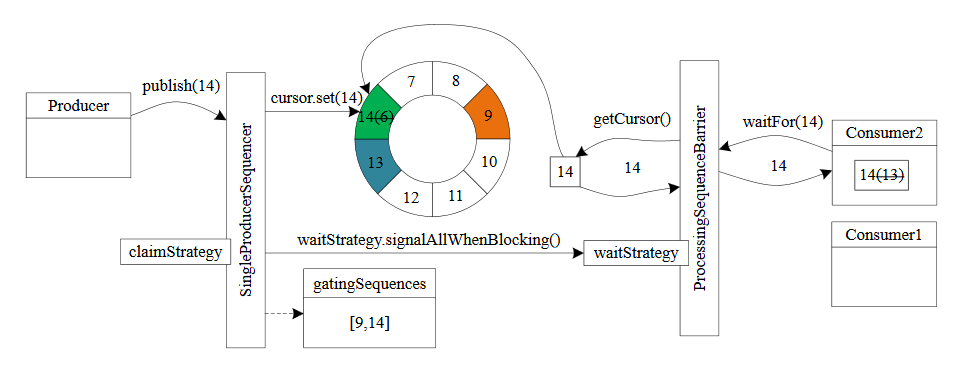 publish(14)
Producer
SingleProducerSequencer
claimStrategy
cursor.set(14)
7
8
14(6)
9
13
10
12
11
waitStrategy.signalAllWhenBlocking()
gatingSequences
[9,14]
14
getCursor()
14
waitStrategy
ProcessingSequenceBarrier
waitFor(14)
14
Consumer2
14(13)
Consumer1